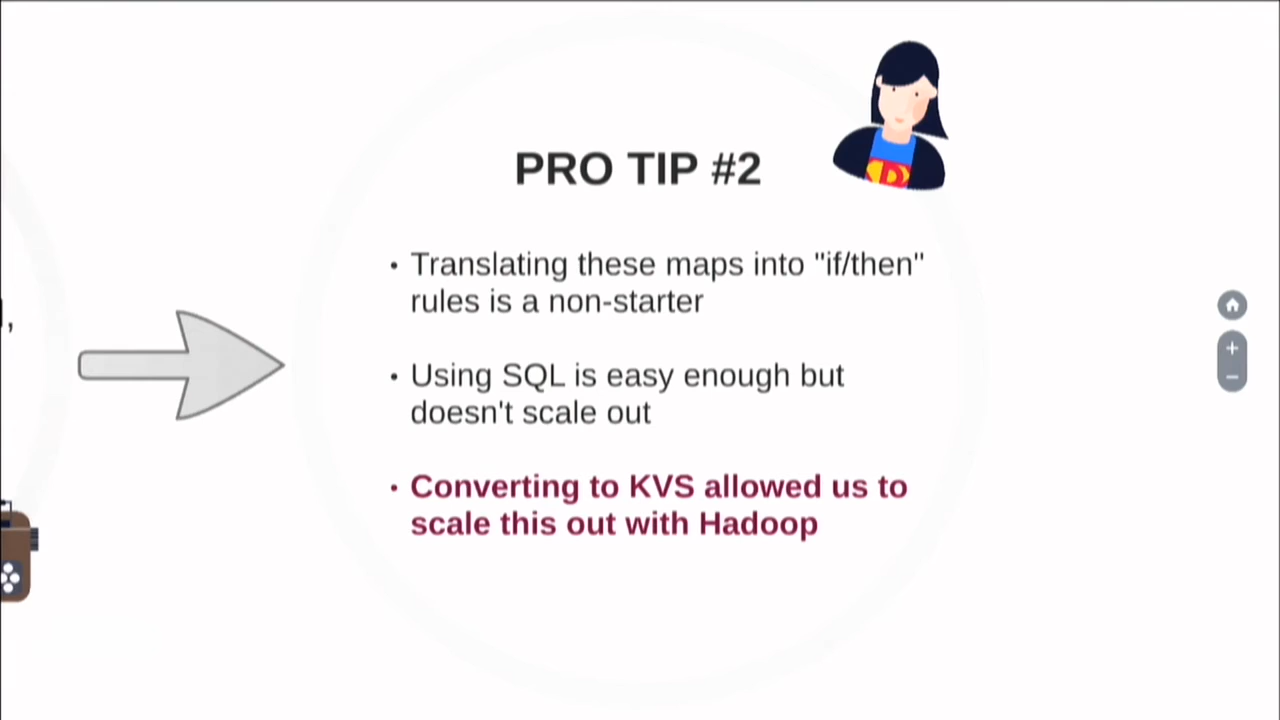 PRO TIP #2
• Translating these maps into "if/then"
rules is a non-starter
• Using SQL is easy enough but
doesn't scale out
• Converting to KVS allowed us to
scale this out with Hadoop